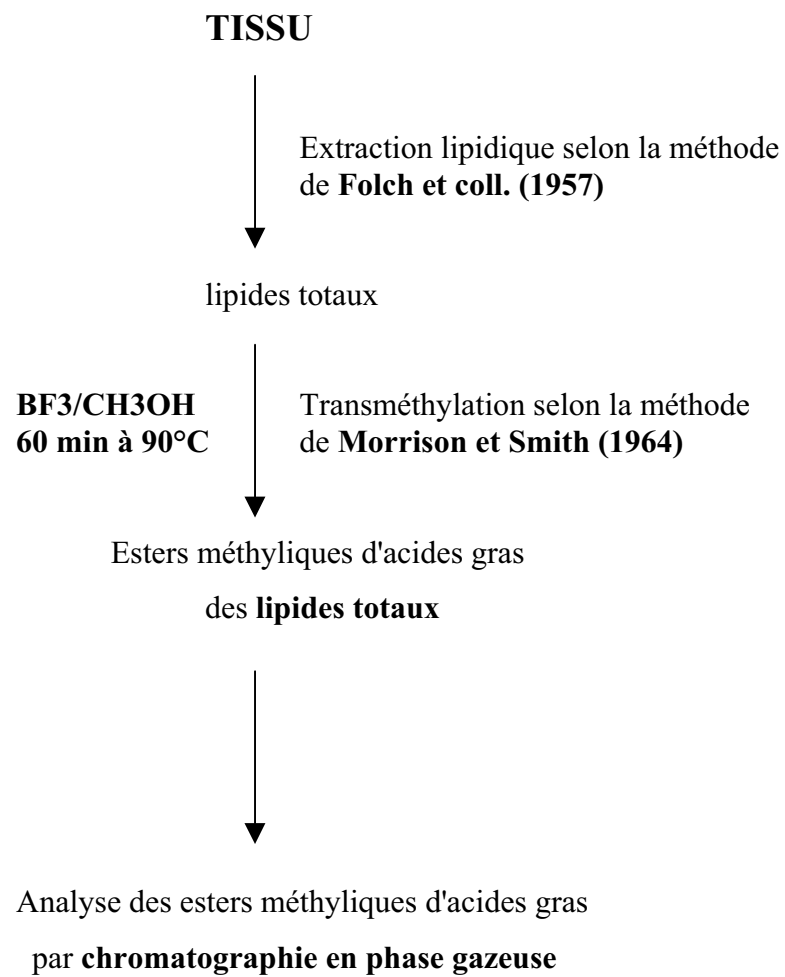 TISSU
Extraction lipidique selon la méthode
de Folch et coll. (1957)
lipides totaux
BF3/CH3OH
60 min à 90°C
Transméthylation selon la méthode
de Morrison et Smith (1964)
Esters méthyliques d'acides gras
des lipides totaux
Analyse des esters méthyliques d'acides gras
par chromatographie en phase gazeuse